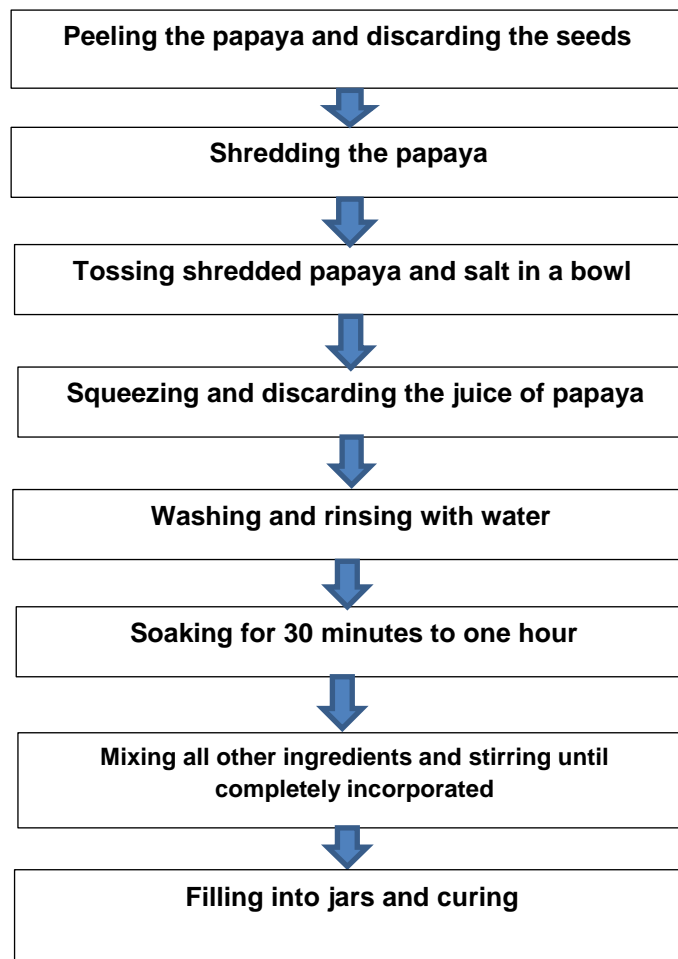 Peeling the papaya and discarding the seeds
Shredding the papaya
Tossing shredded papaya and salt in a bowl
Squeezing and discarding the juice of papaya
Washing and rinsing with water
Soaking for 30 minutes to one hour
Mixing all other ingredients and stirring until
completely incorporated
Filling into jars and curing